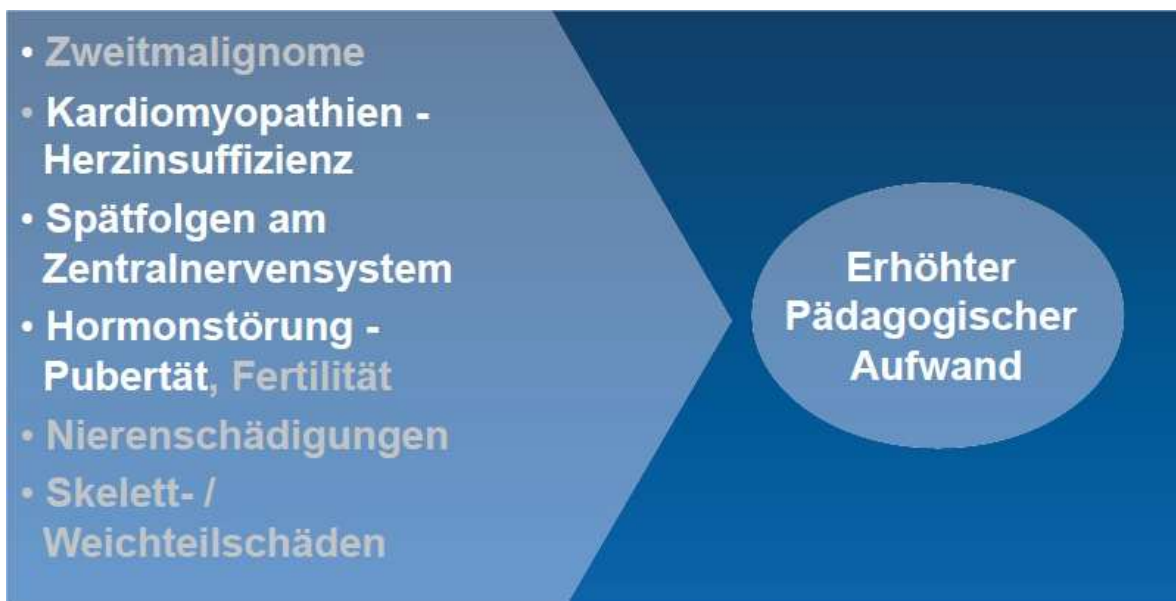 • Zweitmalignome
• Kardiomyopathien -
Herzinsuffizienz
• Spätfolgen am
Zentralnervensystem
• Hormonstörung -
Pubertät, Fertilität
• Nierenschädigungen
• Skelett- /
Weichteilschäden
Erhöhter
Pädagogischer
Aufwand